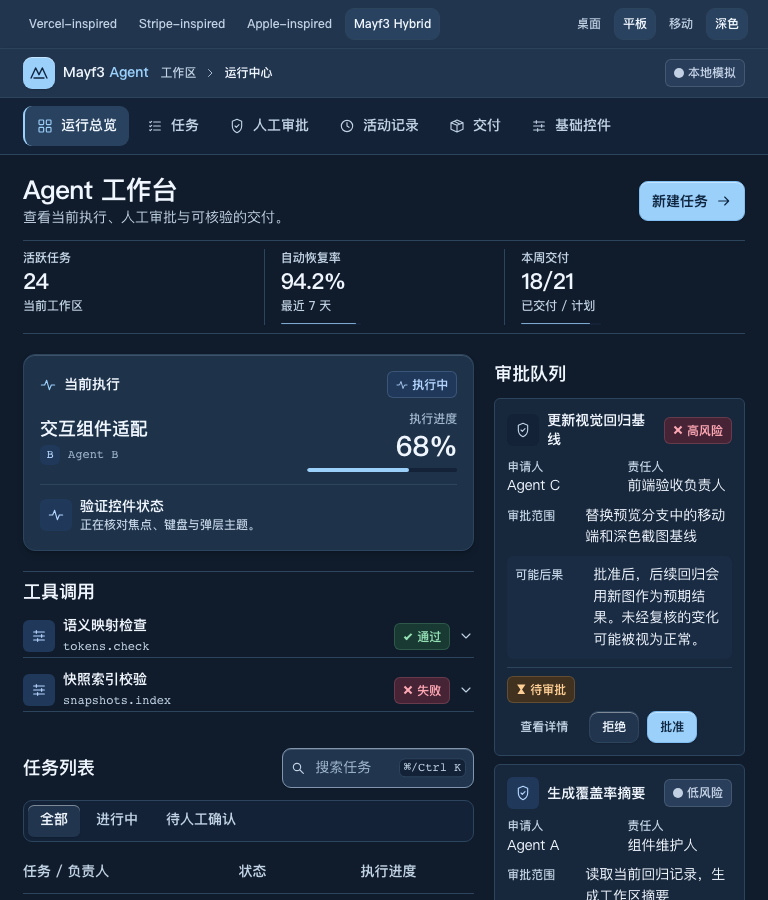 Vercel-inspired Stripe-inspired Apple-inspired Mayf3 Hybrid 桌面 平板 移动 深色
Mayf3 Agent 工作区 运行中心 本地模拟
运行总览 任务 人工审批 活动记录 交付 基础控件
Agent 工作台
查看当前执行、人工审批与可核验的交付。
新建任务
活跃任务
24
当前工作区
自动恢复率
94.2%
最近 7 天
本周交付
18/21
已交付 / 计划
当前执行
执行中
交互组件适配
B Agent B
执行进度
68%
验证控件状态
正在核对焦点、键盘与弹层主题。
工具调用
语义映射检查
tokens.check
通过
快照索引校验
snapshots.index
失败
任务列表
搜索任务 ⌘/Ctrl K
全部 进行中 待人工确认
任务 / 负责人 状态 执行进度
审批队列
更新视觉回归基
线
高风险
申请人 责任人
Agent C 前端验收负责人
审批范围 替换预览分支中的移动
端和深色截图基线
可能后果 批准后，后续回归会
用新图作为预期结
果。未经复核的变化
可能被视为正常。
待审批
查看详情 拒绝 批准
生成覆盖率摘要 低风险
申请人 责任人
Agent A 组件维护人
审批范围 读取当前回归记录，生
成工作区摘要